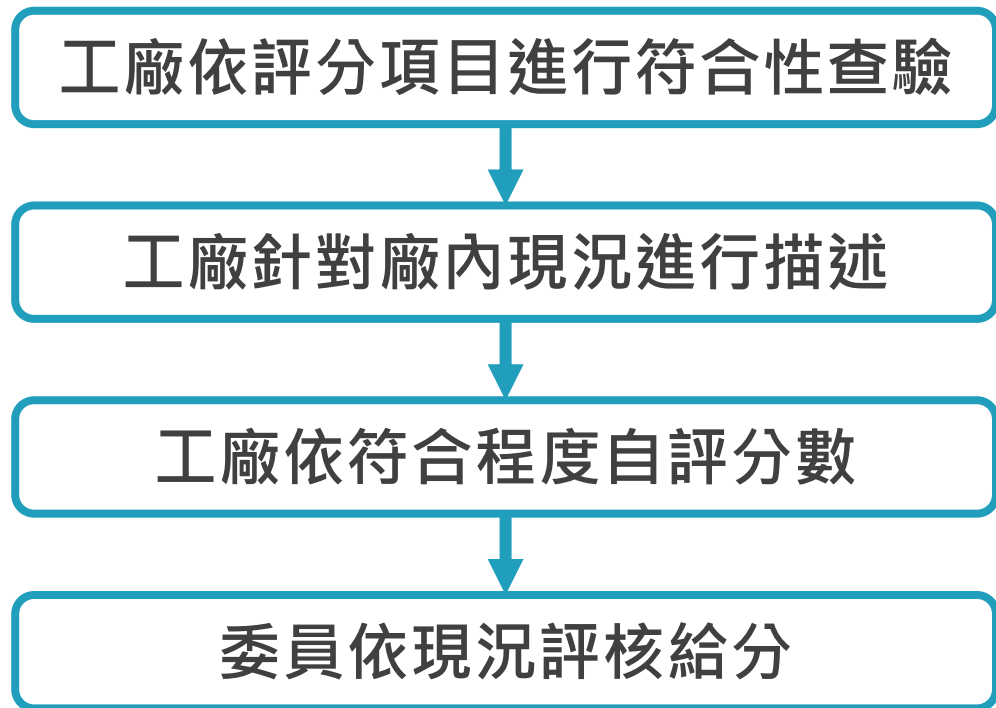 工廠依評分項目進行符合性查驗
工廠針對廠內現況進行描述
工廠依符合程度自評分數
委員依現況評核給分